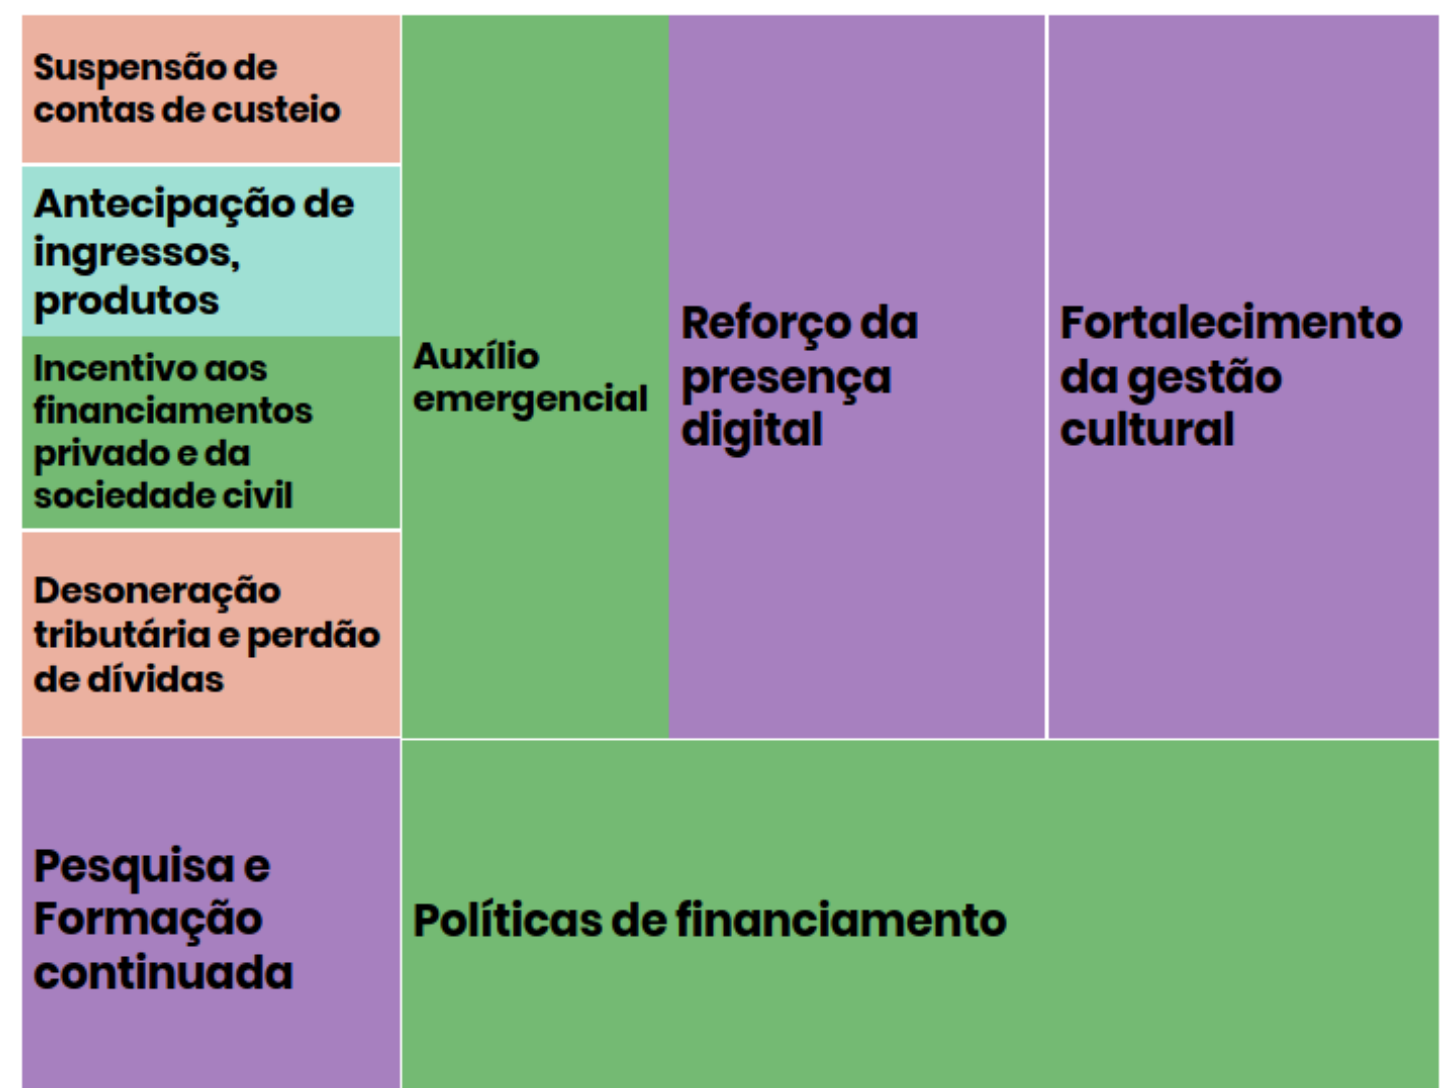 Suspensão de
contas de custeio
Antecipação de
ingressos,
produtos
Incentivo aos
financiamentos
privado e da
sociedade civil
Desoneração
tributária e perdão
de dívidas
Auxílio
emergencial
Reforço da
presença
digital
Fortalecimento
da gestão
cultural
Pesquisa e
Formação
continuada
Políticas de financiamento